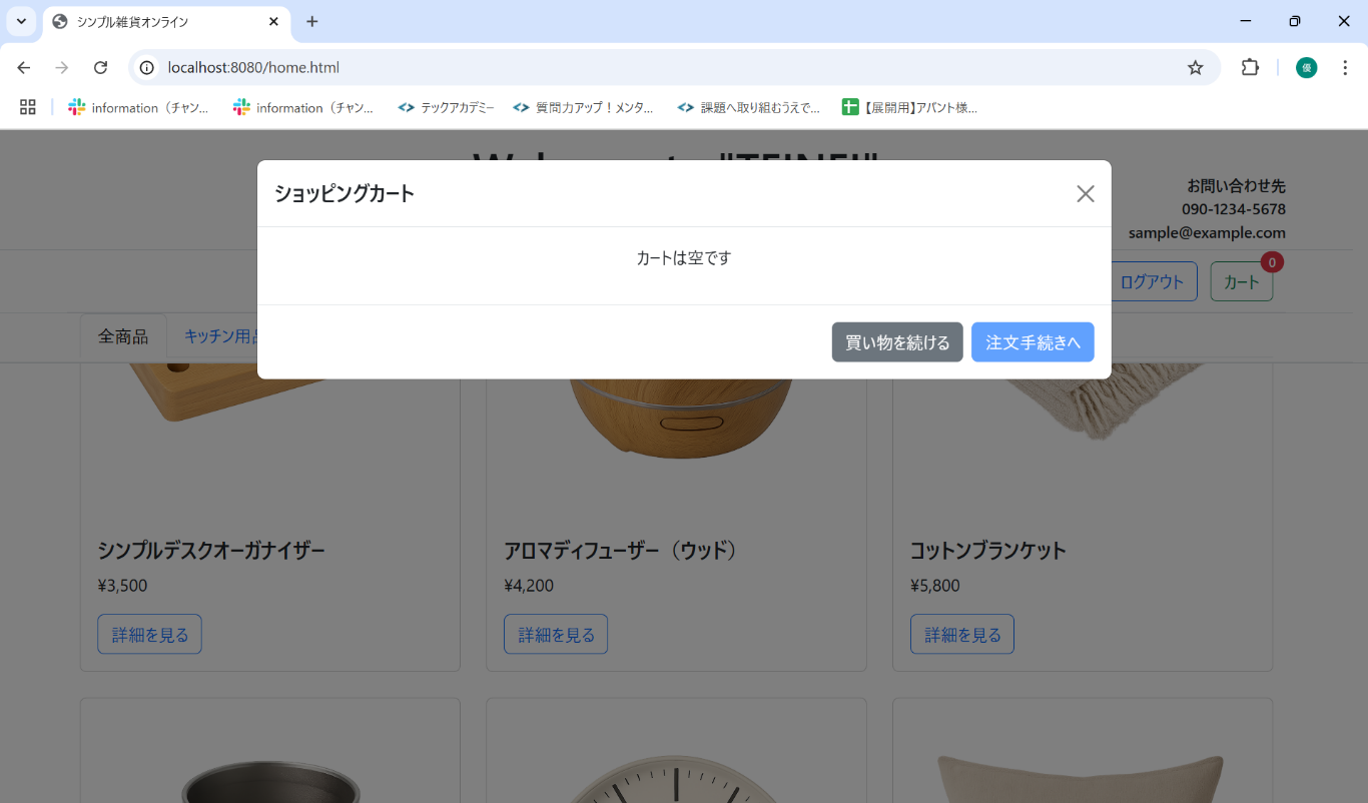 シンプル雑貨オンライン
localhost:8080/home.html
優
information（チャン...
information（チャン...
テックアカデミー
質問力アップ！メンタ...
課題へ取り組むうえで...
【展開用】アバント様...
ショッピングカート
お問い合わせ先
090-1234-5678
sample@example.com
カートは空です
ログアウト
カート
0
全商品
キッチン用品
買い物を続ける
注文手続きへ
シンプルデスクオーガナイザー
アロマディフューザー（ウッド）
コットンブランケット
¥3,500
¥4,200
¥5,800
詳細を見る
詳細を見る
詳細を見る